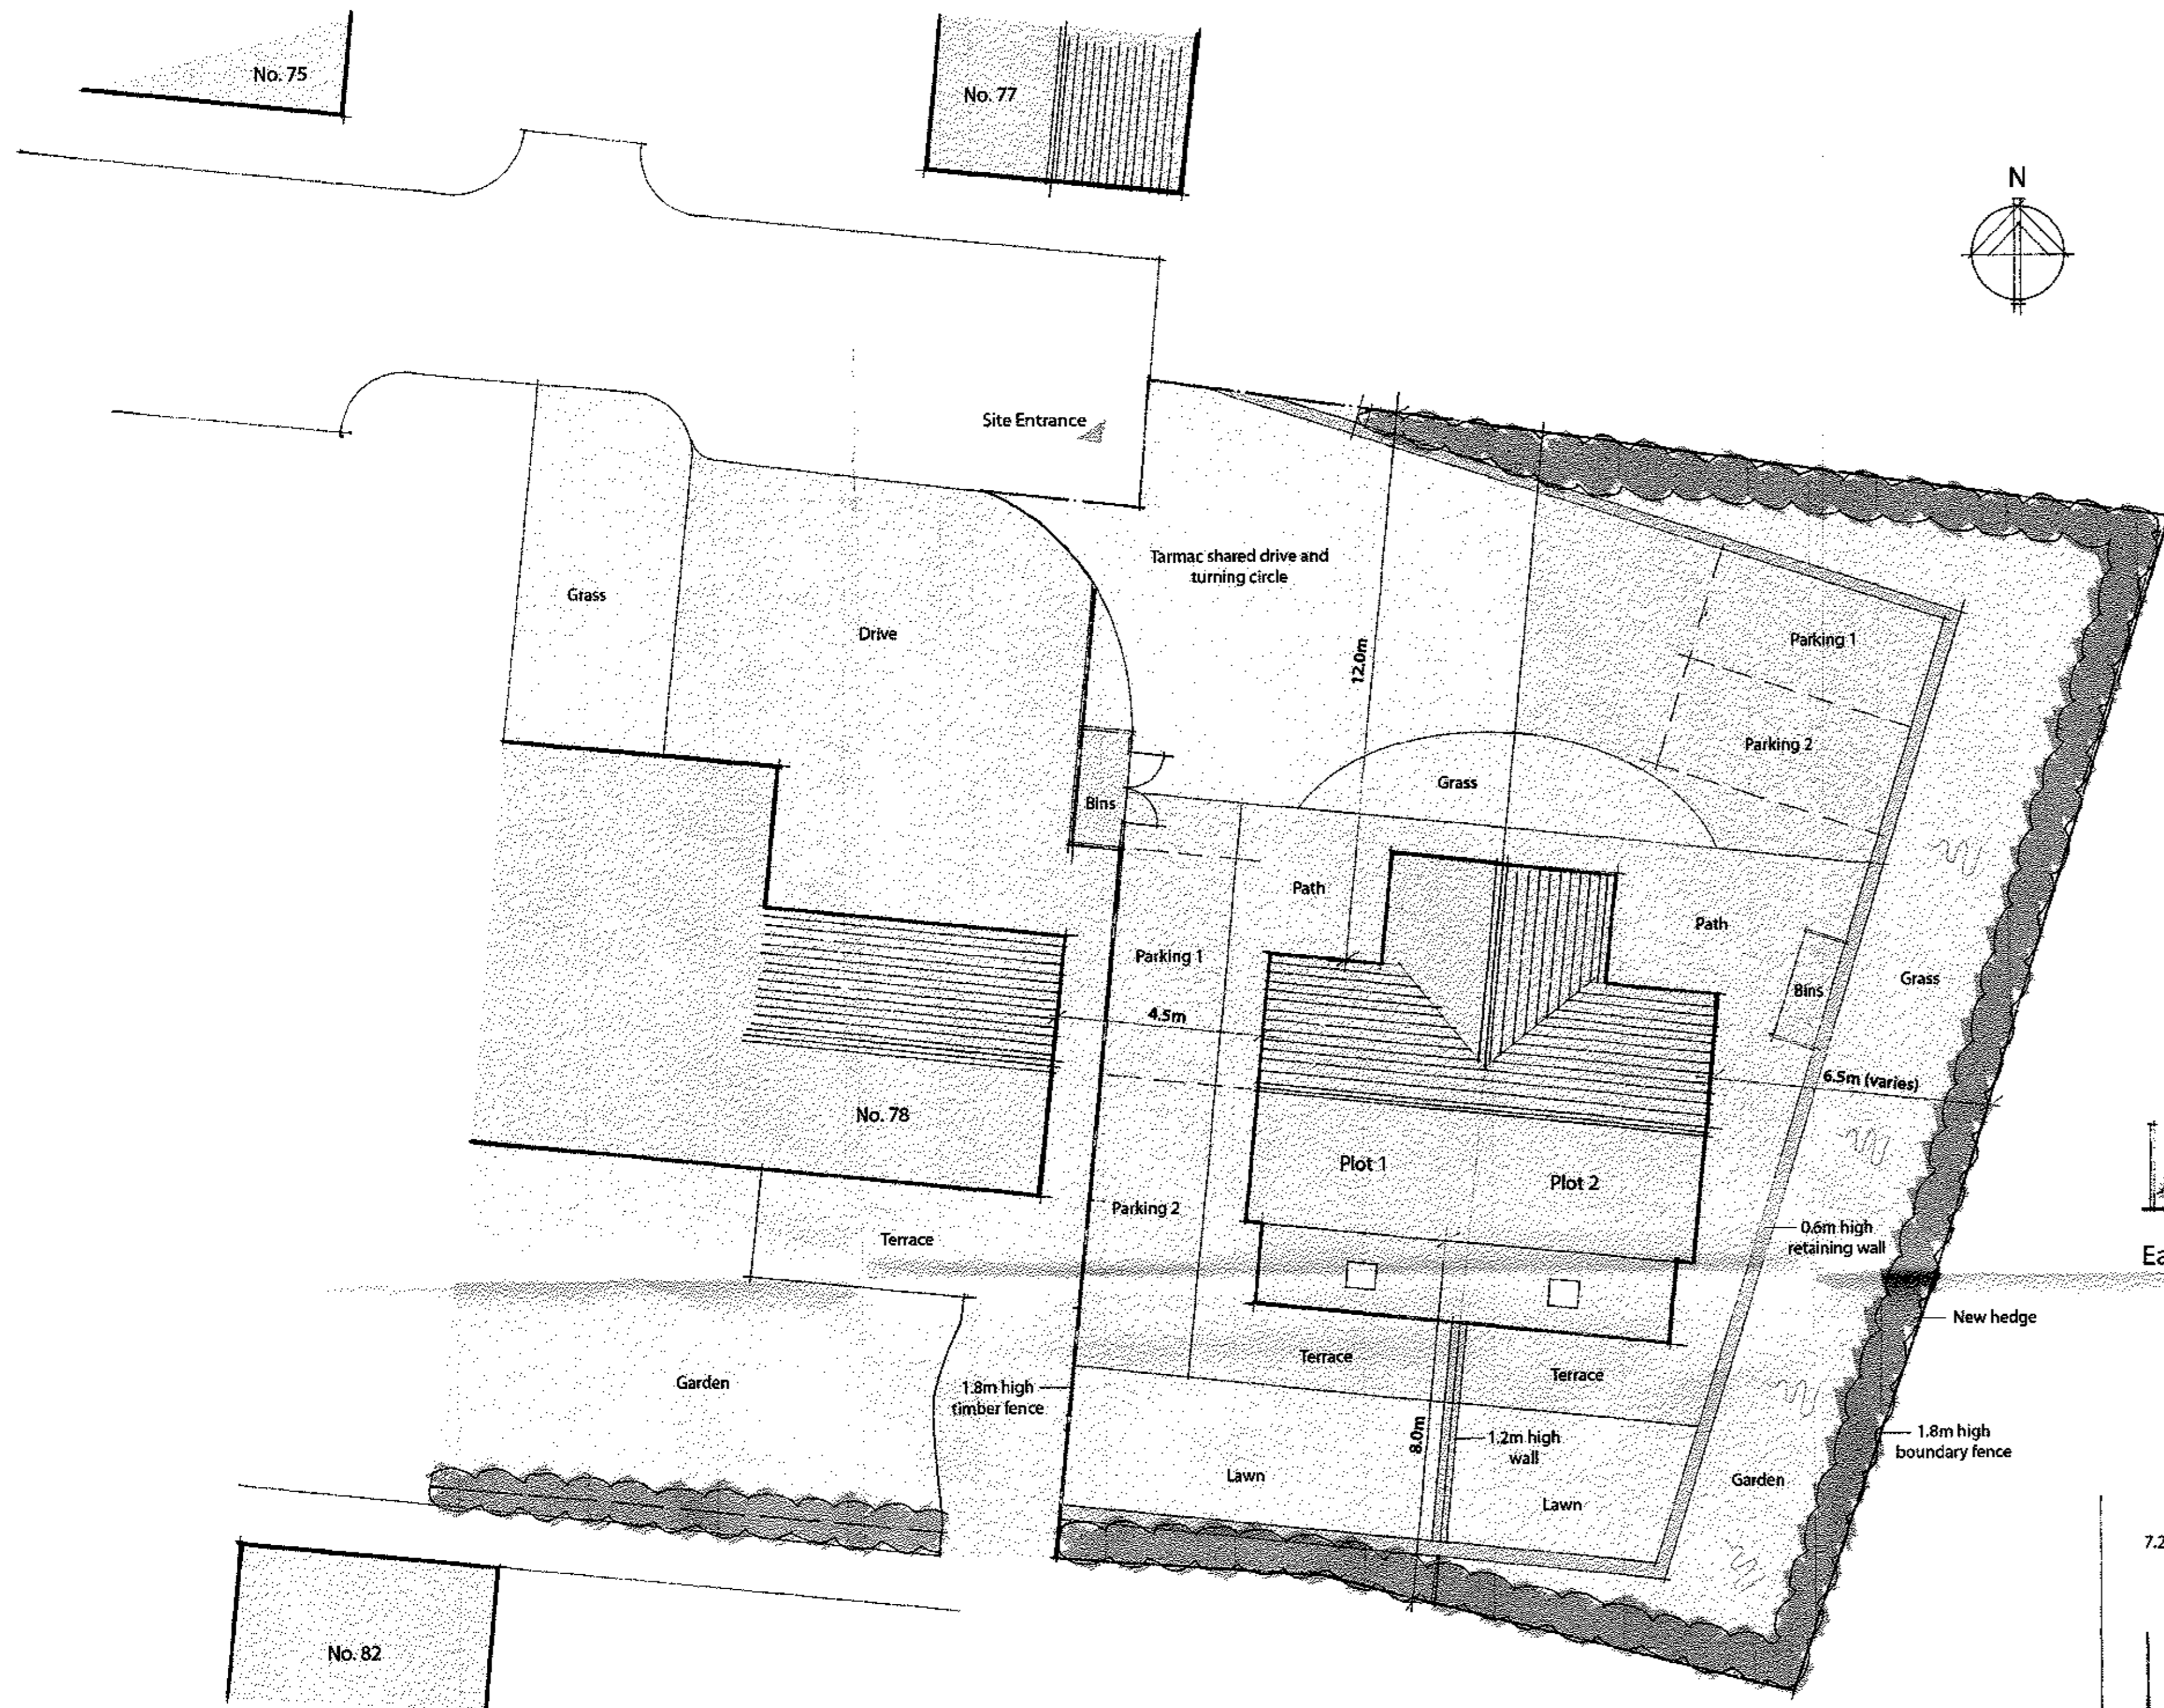 No. 75
No. 77
N
Site Entrance
Tarmac shared drive and
turning circle
Grass
Drive
Parking 1
12.0m
Parking 2
Grass
Bins
Path
Path
Parking 1
Bins
Grass
4.5m
6.5m (varies)
No. 78
Plot 1
Plot 2
Parking 2
Terrace
0.6m high
retaining wall
New hedge
Terrace
Terrace
Garden
1.8m high
timber fence
8.0m
1.2m high
wall
1.8m high
boundary fence
Lawn
Lawn
Garden
No. 82